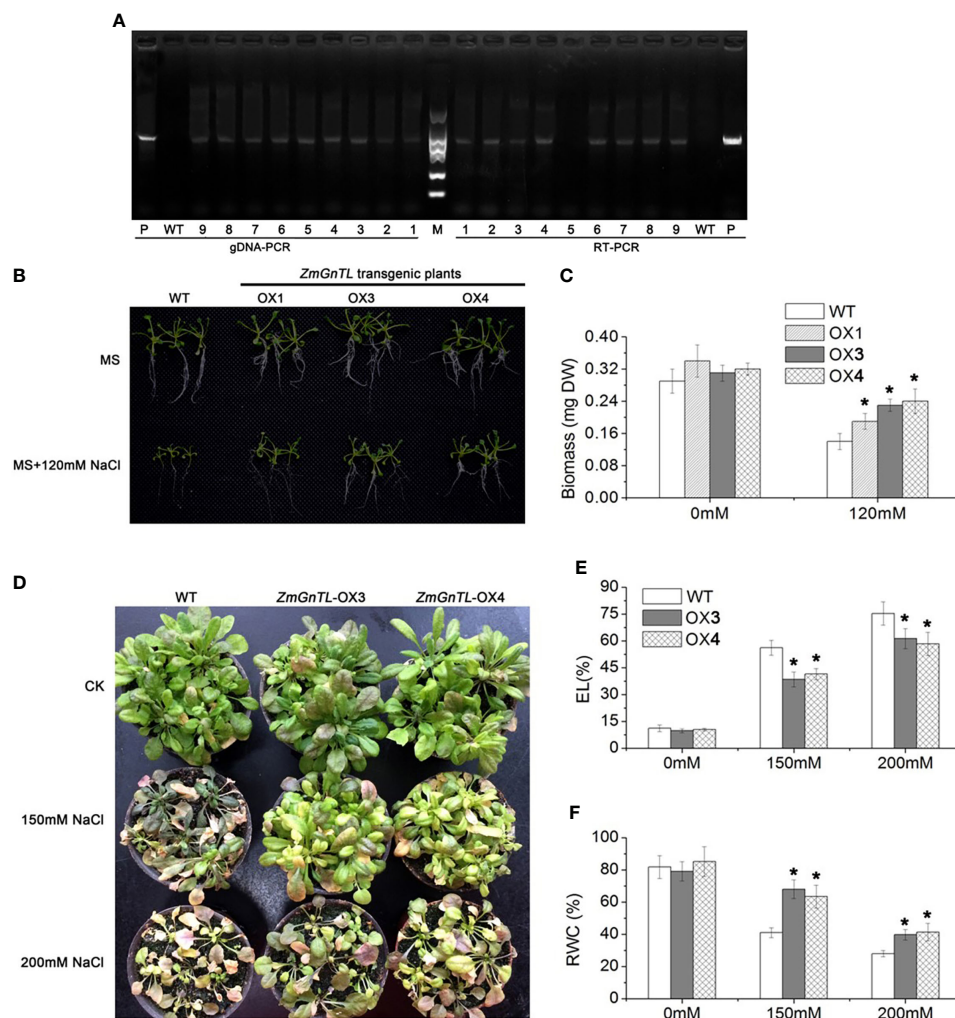 A
P WT 9 8 7 6 5 4 3 2 1 M 1 2 3 4 5 6 7 8 9 WT P
gDNA-PCR RT-PCR
B
ZmGnTL transgenic plants
WT OX1 OX3 OX4
MS
MS+120mM NaCl
C
WT
OX1
OX3
OX4
Biomass (mg DW)
0.40
0.32
0.24
0.16
0.08
0.00
* * *
0mM 120mM
D
WT ZmGnTL-OX3 ZmGnTL-OX4
CK
150mM NaCl
200mM NaCl
E
WT
OX3
OX4
EL(%)
90
75
60
45
30
15
0
* * * *
0mM 150mM 200mM
F
RWC (%)
100
80
60
40
20
0
* * * *
0mM 150mM 200mM